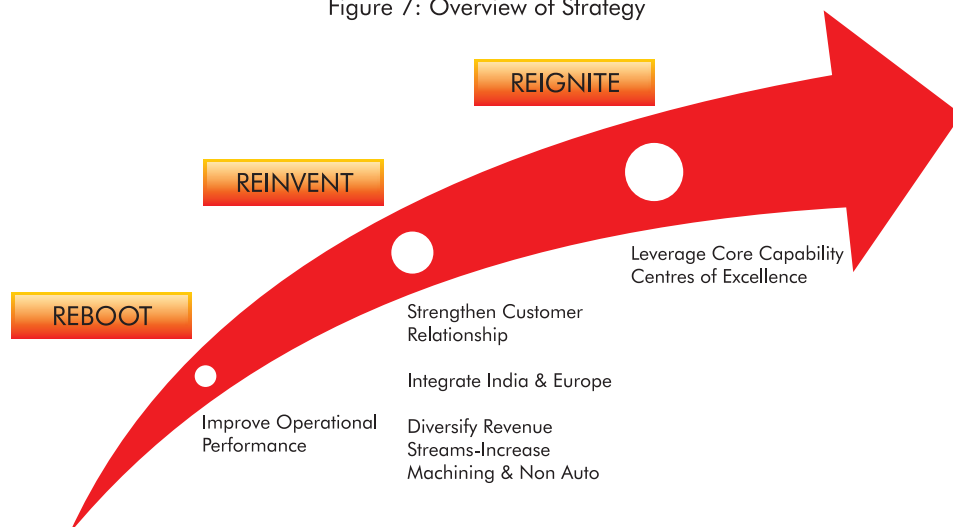 Figure 7: Overview of Strategy
REIGNITE
REINVENT
REBOOT
Leverage Core Capability
Centres of Excellence
Strengthen Customer
Relationship
Integrate India & Europe
Diversify Revenue
Streams-Increase
Machining & Non Auto
Improve Operational
Performance